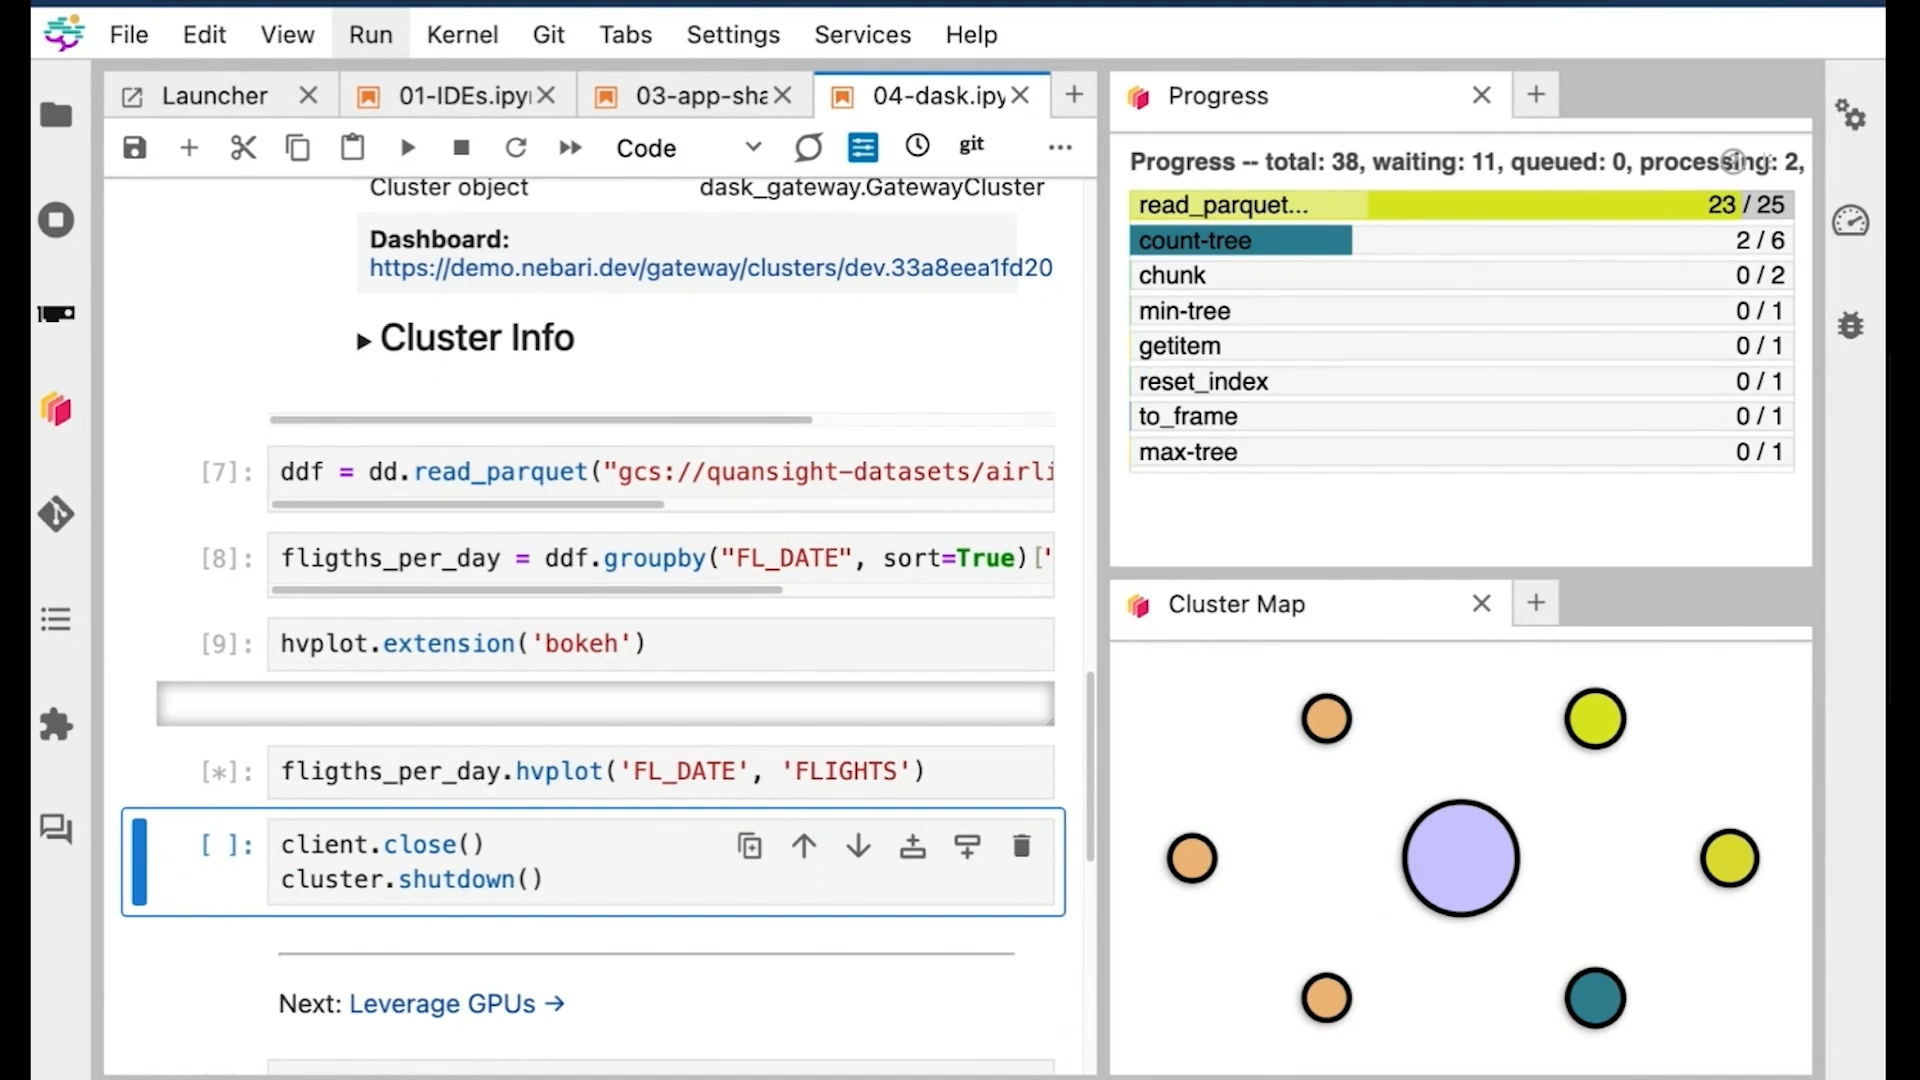 File Edit View Run Kernel Git Tabs Settings Services Help
Launcher 01-IDEs.ipy 03-app-sha 04-dask.ipy
Code git
Cluster object dask_gateway.GatewayCluster
Dashboard:
https://demo.nebari.dev/gateway/clusters/dev.33a8eea1fd20
Cluster Info
[7]: ddf = dd.read_parquet("gcs://quansight-datasets/airli
[8]: fligths_per_day = ddf.groupby("FL_DATE", sort=True)['
[9]: hvplot.extension('bokeh')
[*]: fligths_per_day.hvplot('FL_DATE', 'FLIGHTS')
[ ]: client.close()
cluster.shutdown()
Next: Leverage GPUs →
Progress
Progress -- total: 38, waiting: 11, queued: 0, processing: 2,
read_parquet... 23 / 25
count-tree 2 / 6
chunk 0 / 2
min-tree 0 / 1
getitem 0 / 1
reset_index 0 / 1
to_frame 0 / 1
max-tree 0 / 1
Cluster Map